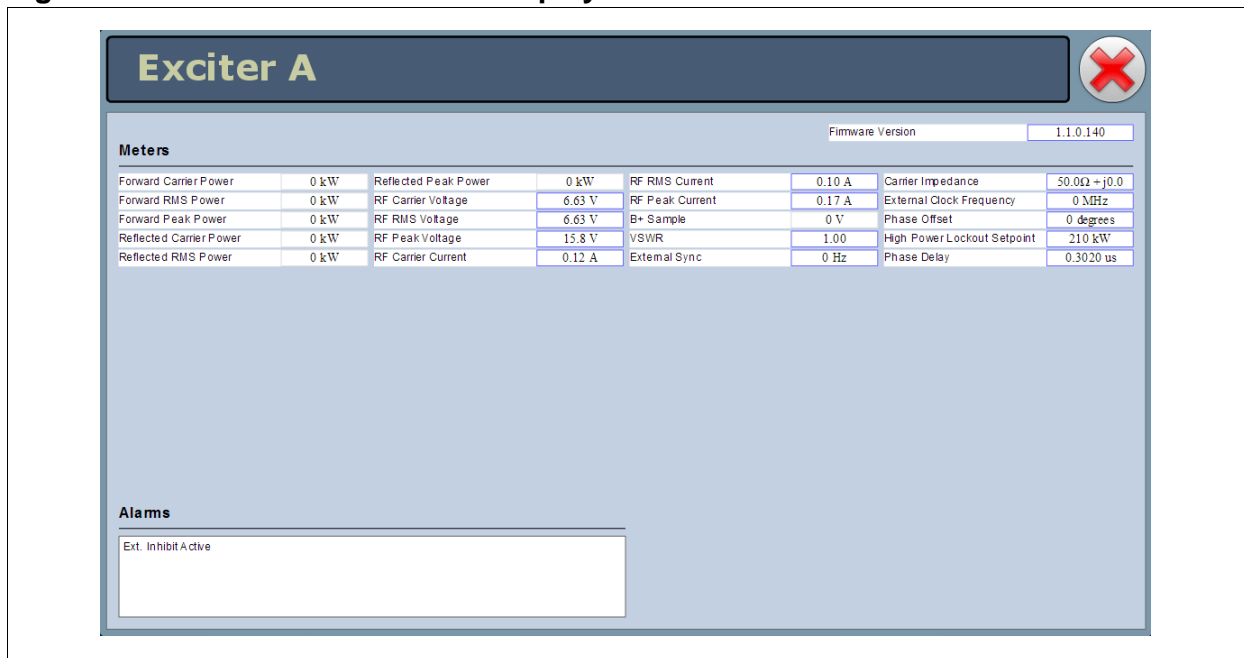 Exciter A
Firmware Version 1.1.0.140
Meters
Forward Carrier Power 0 kW Reflected Peak Power 0 kW RF RMS Current 0.10 A Carrier Impedance 50.0Ω +j0.0
Forward RMS Power 0 kW RF Carrier Voltage 6.63 V RF Peak Current 0.17 A External Clock Frequency 0 MHz
Forward Peak Power 0 kW RF RMS Voltage 6.63 V B+ Sample 0 V Phase Offset 0 degrees
Reflected Carrier Power 0 kW RF Peak Voltage 15.8 V VSWR 1.00 High Power Lockout Setpoint 210 kW
Reflected RMS Power 0 kW RF Carrier Current 0.12 A External Sync 0 Hz Phase Delay 0.3020 us
Alarms
Ext. Inhibit Active